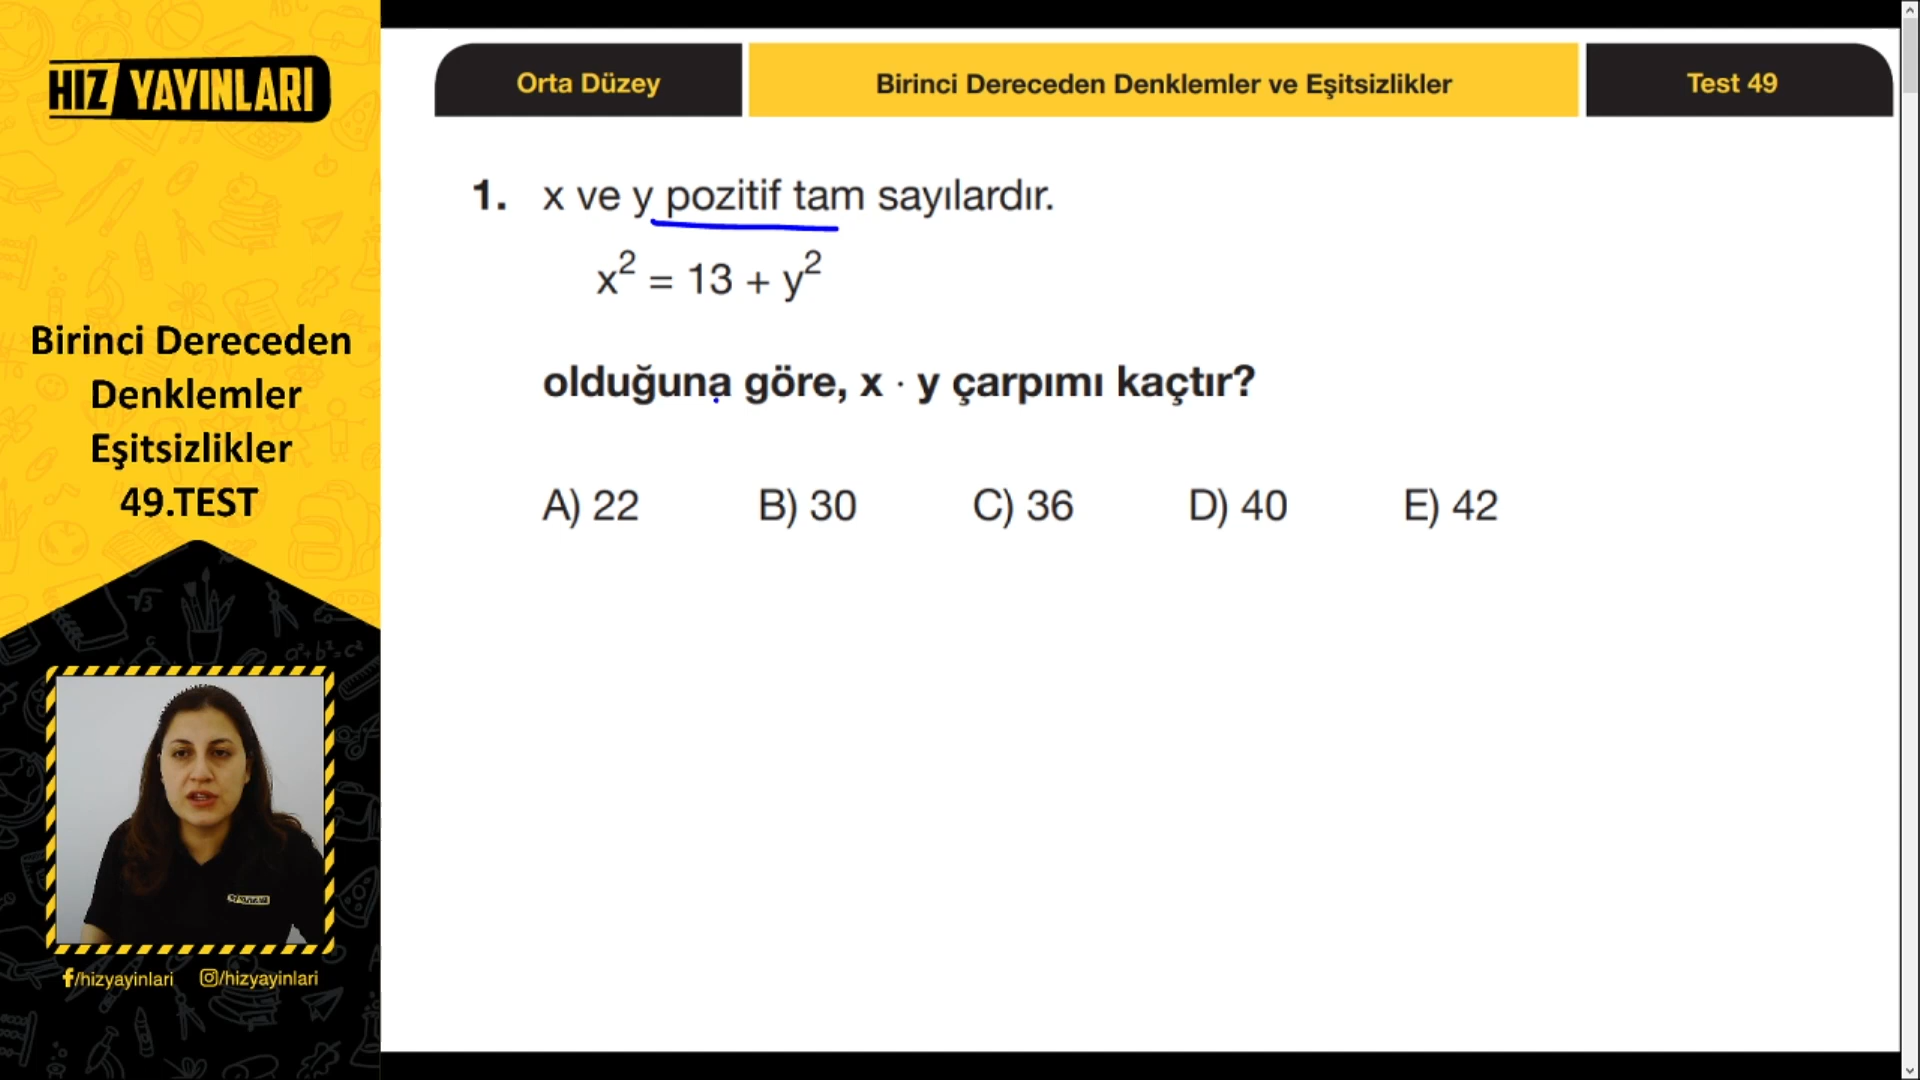 HIZ YAYINLARI
Birinci Dereceden
Denklemler
Eşitsizlikler
49.TEST
f/hizyayinlari /hizyayinlari
Orta Düzey
Birinci Dereceden Denklemler ve Eşitsizlikler
Test 49
1. x ve y pozitif tam sayılardır.
x² = 13 + y²
olduğuna göre, x · y çarpımı kaçtır?
A) 22 B) 30 C) 36 D) 40 E) 42